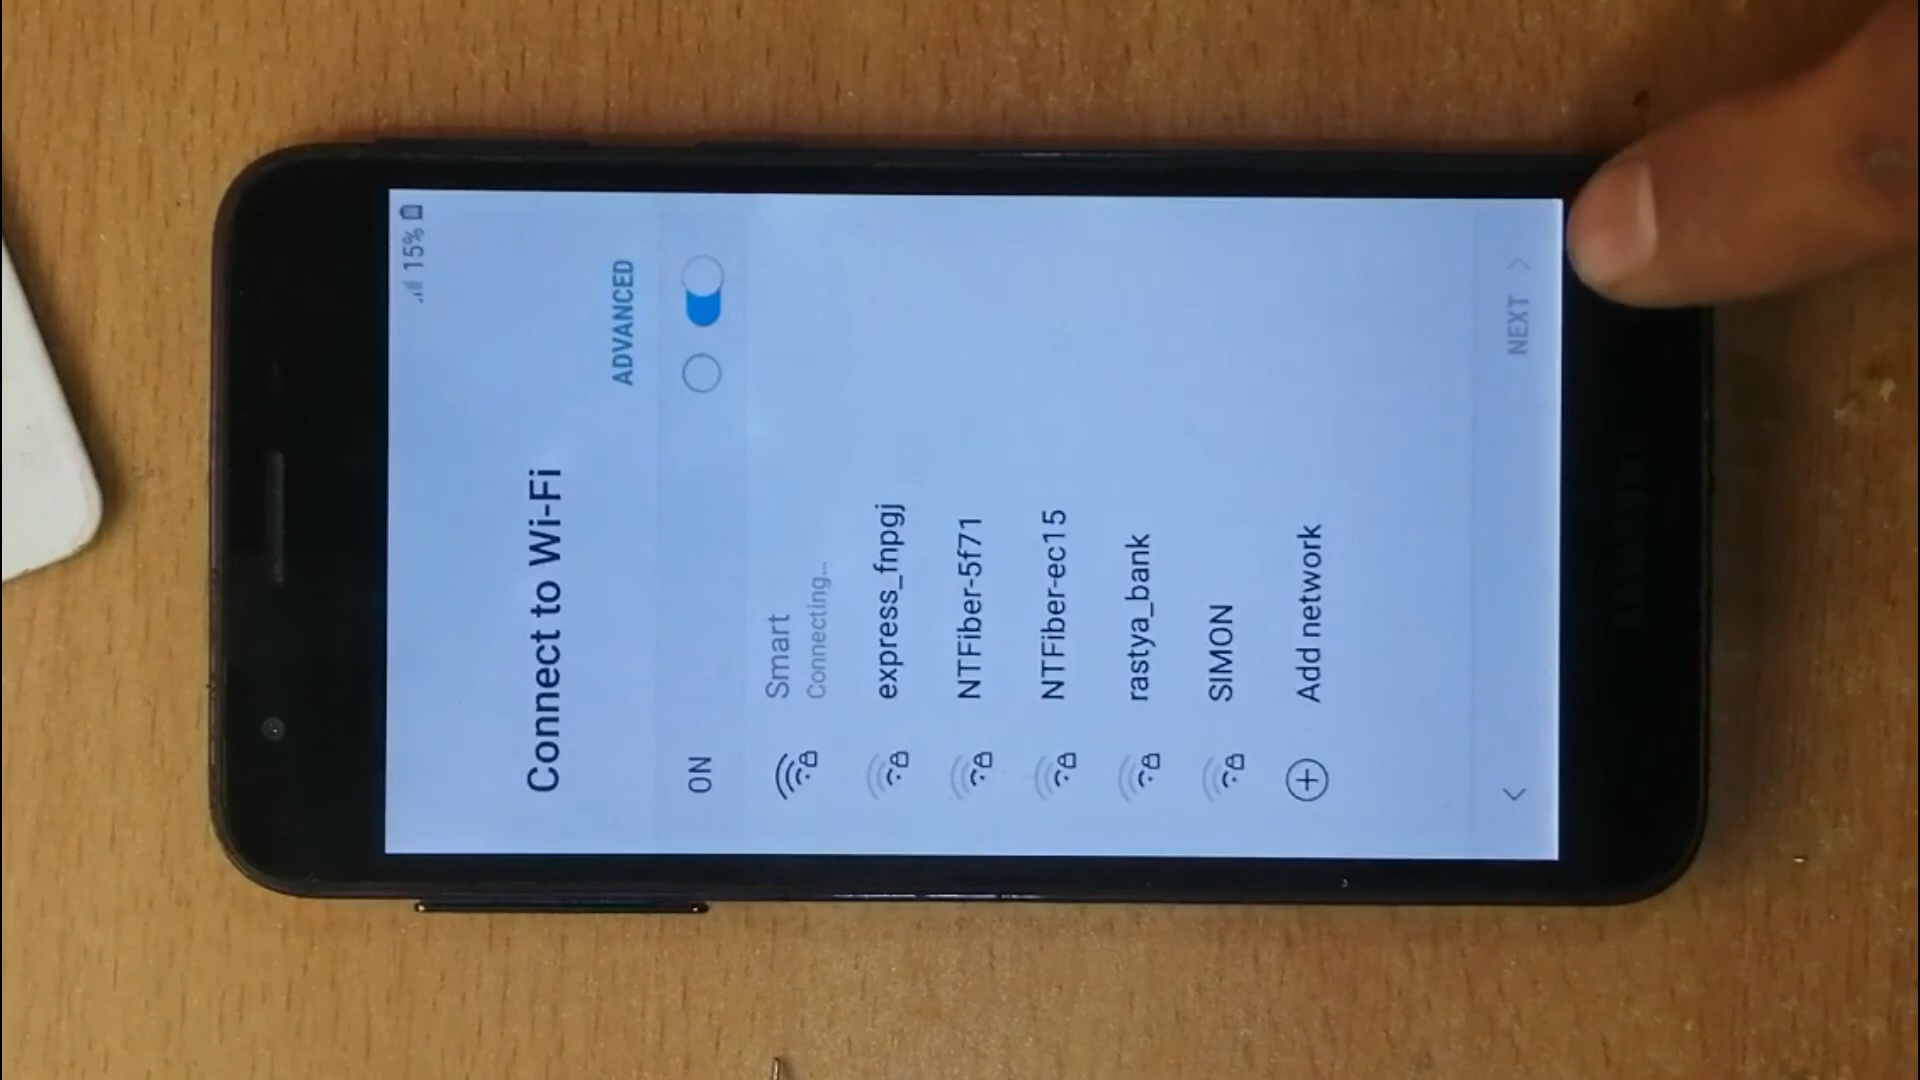 15%
Connect to Wi-Fi
ADVANCED
ON
Smart
Connecting...
express_fnpgj
NTFiber-5f71
NTFiber-ec15
rastya_bank
SIMON
Add network
NEXT
SAMSUNG